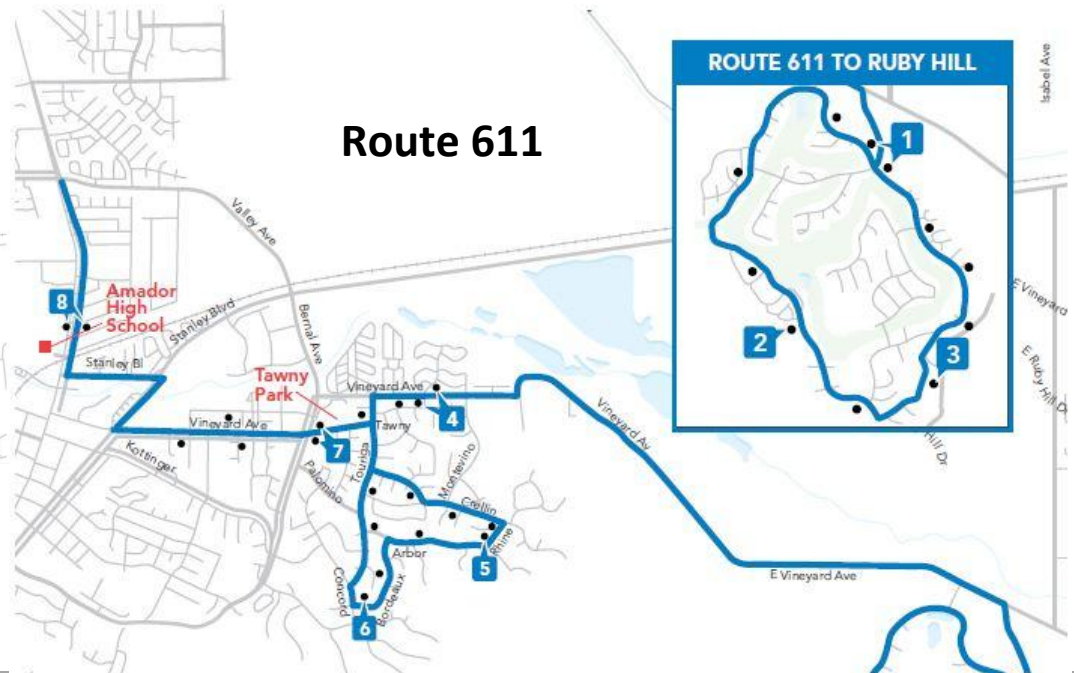 ROUTE 611 TO RUBY HILL
Isabel Ave
Route 611
1
Valley Ave
E Vineyard
8
Amador
High
School
Stanley Blvd
Bernal Ave
2
3
E Ruby Hill Dr
Stanley Bl
Tawny
Park
Vineyard Ave
4
Vineyard Av
Vineyard Ave
Tawny
7
Hill Dr
Kottinger
Palomino
Touriga
Montevino
Crellin
Rhine
Arbor
5
Concord
Bordeaux
E Vineyard Ave
6